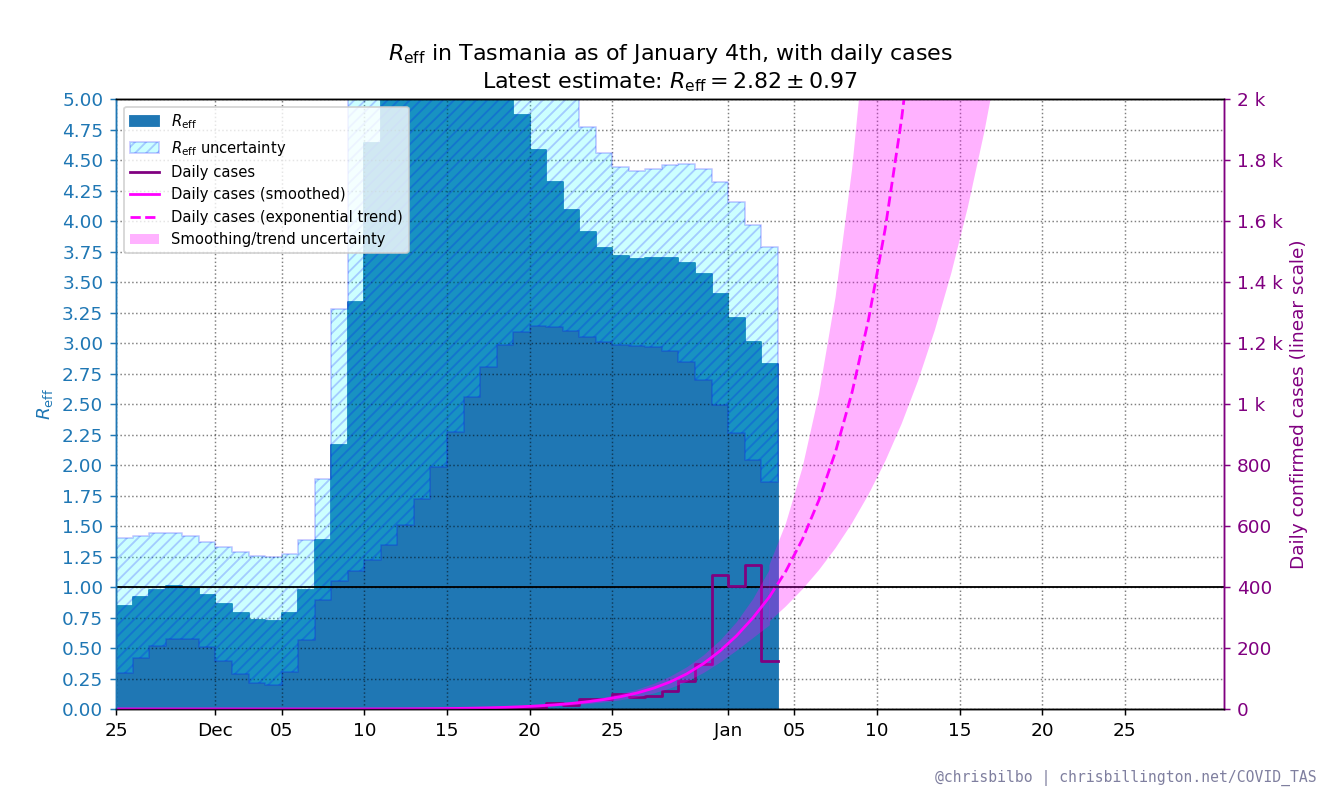 R_eff in Tasmania as of January 4th, with daily cases
Latest estimate: R_eff = 2.82 ± 0.97
R_eff
R_eff uncertainty
Daily cases
Daily cases (smoothed)
Daily cases (exponential trend)
Smoothing/trend uncertainty
R_eff
5.00
4.75
4.50
4.25
4.00
3.75
3.50
3.25
3.00
2.75
2.50
2.25
2.00
1.75
1.50
1.25
1.00
0.75
0.50
0.25
0.00
25 Dec 05 10 15 20 25 Jan 05 10 15 20 25
2 k
1.8 k
1.6 k
1.4 k
1.2 k
1 k
800
600
400
200
0
Daily confirmed cases (linear scale)
@chrisbilbo | chrisbillington.net/COVID_TAS